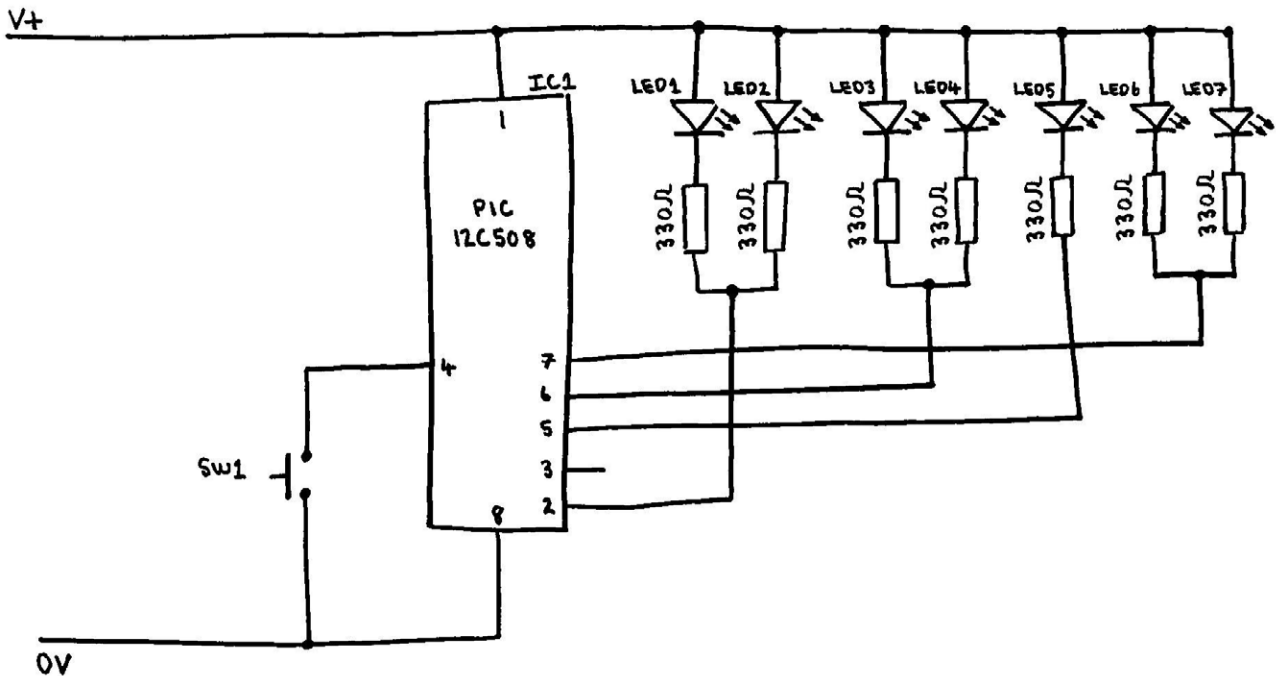 V+
IC1
LED1
LED2
LED3
LED4
LED5
LED6
LED7
1
PIC
12C508
330Ω
330Ω
330Ω
330Ω
330Ω
330Ω
330Ω
4
7
6
5
3
2
8
SW1
0V